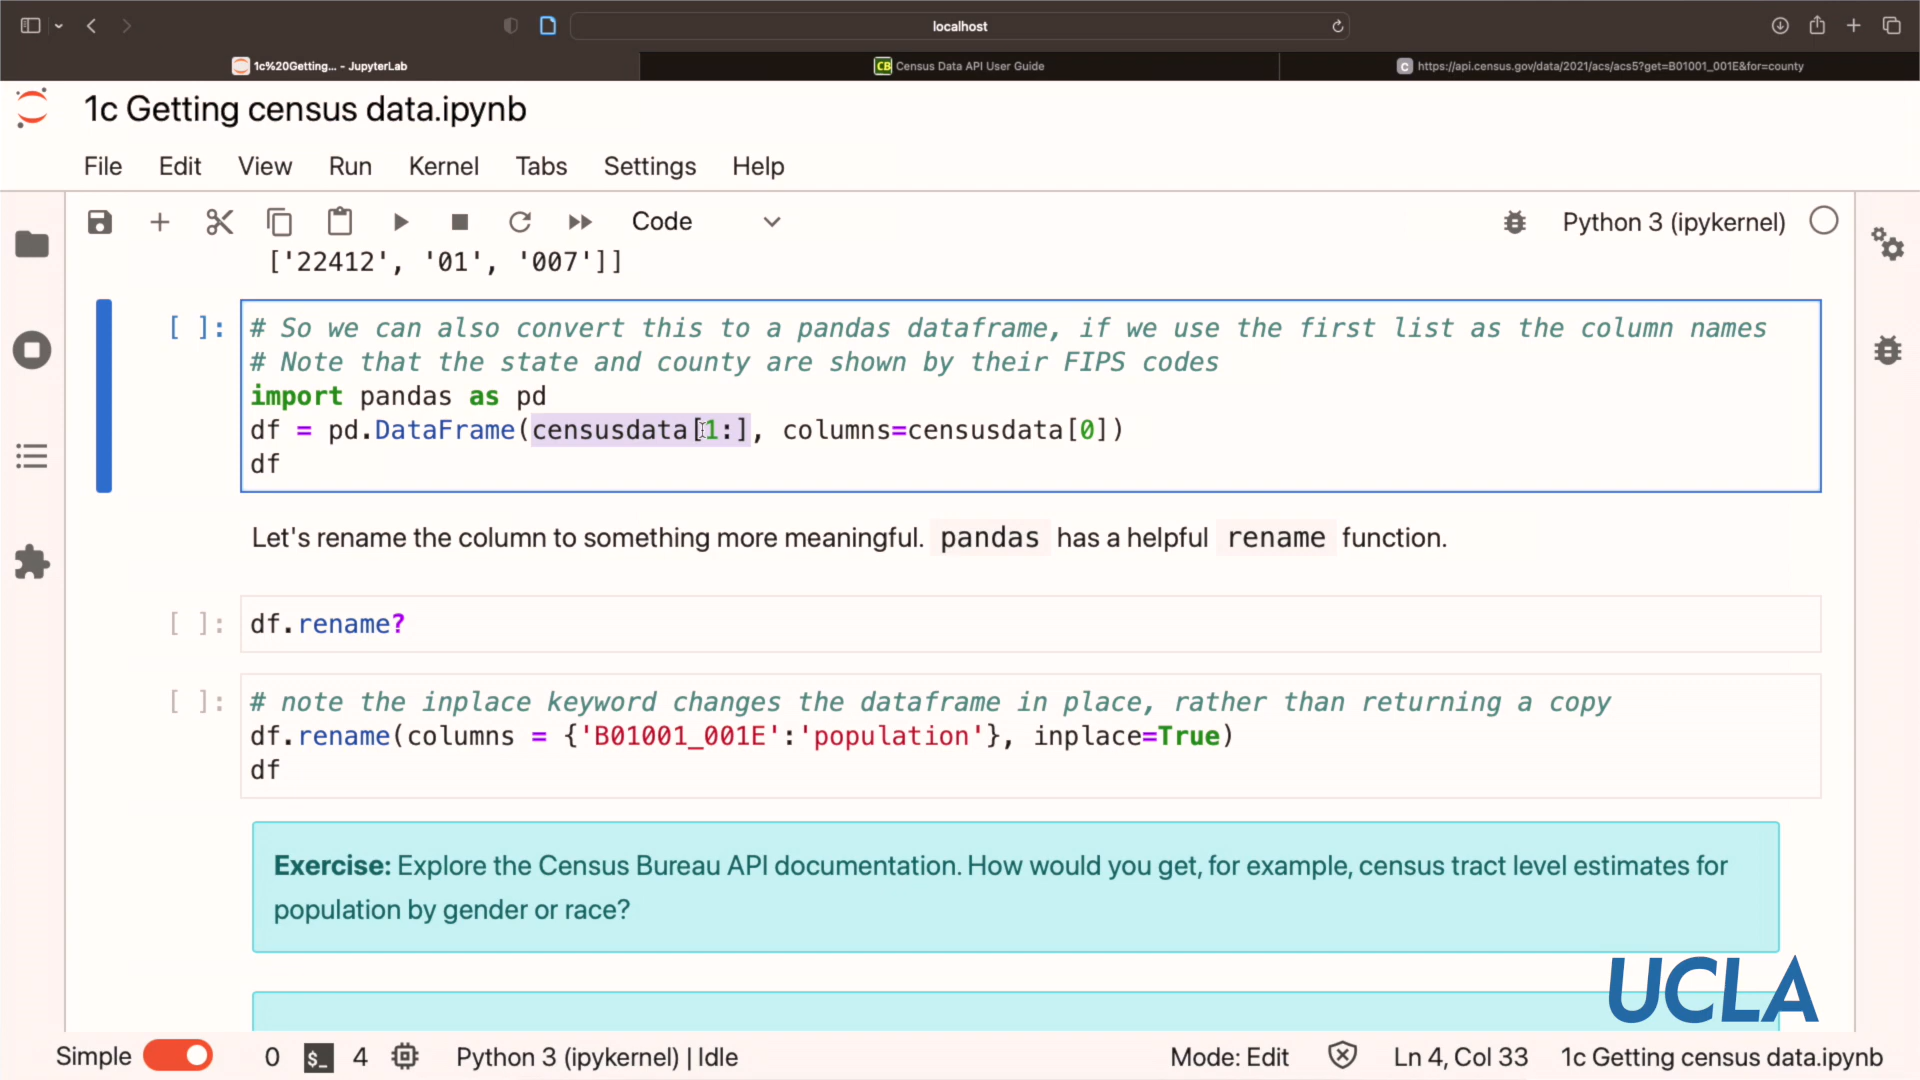 localhost
1c%20Getting... - JupyterLab
CB Census Data API User Guide
C https://api.census.gov/data/2021/acs/acs5?get=B01001_001E&for=county
1c Getting census data.ipynb
File Edit View Run Kernel Tabs Settings Help
Code
Python 3 (ipykernel)
['22412', '01', '007']]
[ ]:
# So we can also convert this to a pandas dataframe, if we use the first list as the column names
# Note that the state and county are shown by their FIPS codes
import pandas as pd
df = pd.DataFrame(censusdata[1:], columns=censusdata[0])
df
Let's rename the column to something more meaningful. pandas has a helpful rename function.
[ ]:
df.rename?
[ ]:
# note the inplace keyword changes the dataframe in place, rather than returning a copy
df.rename(columns = {'B01001_001E':'population'}, inplace=True)
df
Exercise: Explore the Census Bureau API documentation. How would you get, for example, census tract level estimates for
population by gender or race?
UCLA
Simple 0 $_ 4 Python 3 (ipykernel) | Idle Mode: Edit Ln 4, Col 33 1c Getting census data.ipynb